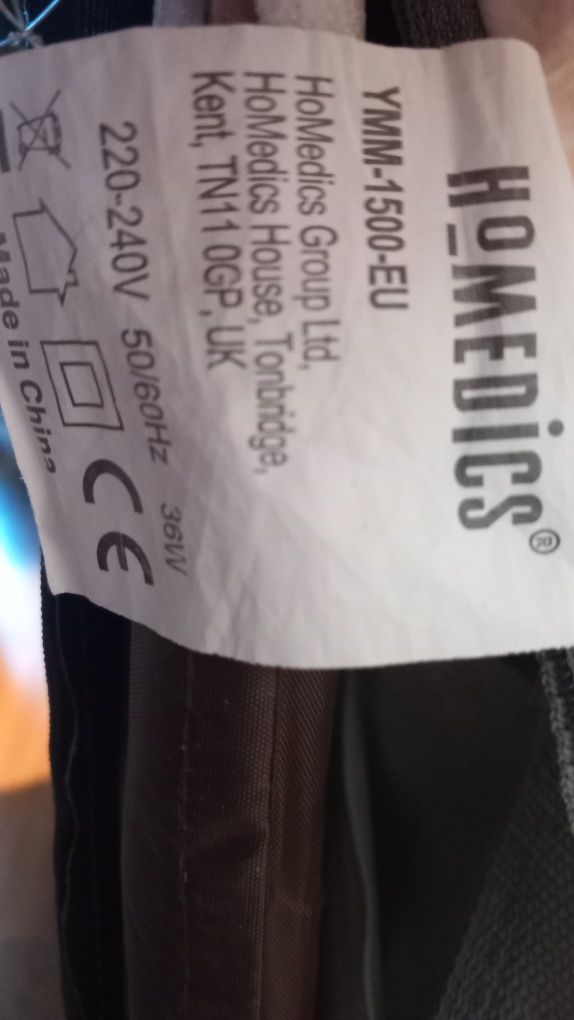 HOMEDICS®
YMM-1500-EU
HoMedics Group Ltd,
HoMedics House, Tonbridge,
Kent, TN11 0GP, UK
220-240V 50/60Hz 36W
CE
Made in China